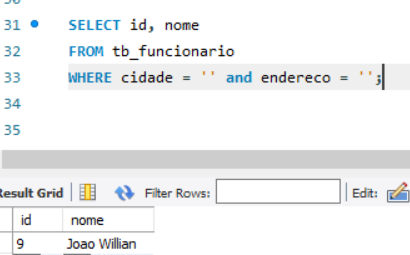 31 SELECT id, nome
32 FROM tb_funcionario
33 WHERE cidade = '' and endereco = '';
34
35
Result Grid Filter Rows: Edit:
id nome
9 Joao Willian